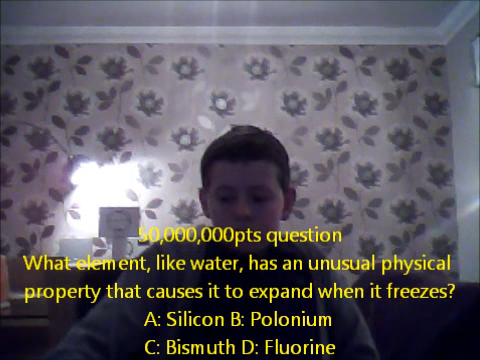 50,000,000pts question
What element, like water, has an unusual physical
property that causes it to expand when it freezes?
A: Silicon B: Polonium
C: Bismuth D: Fluorine